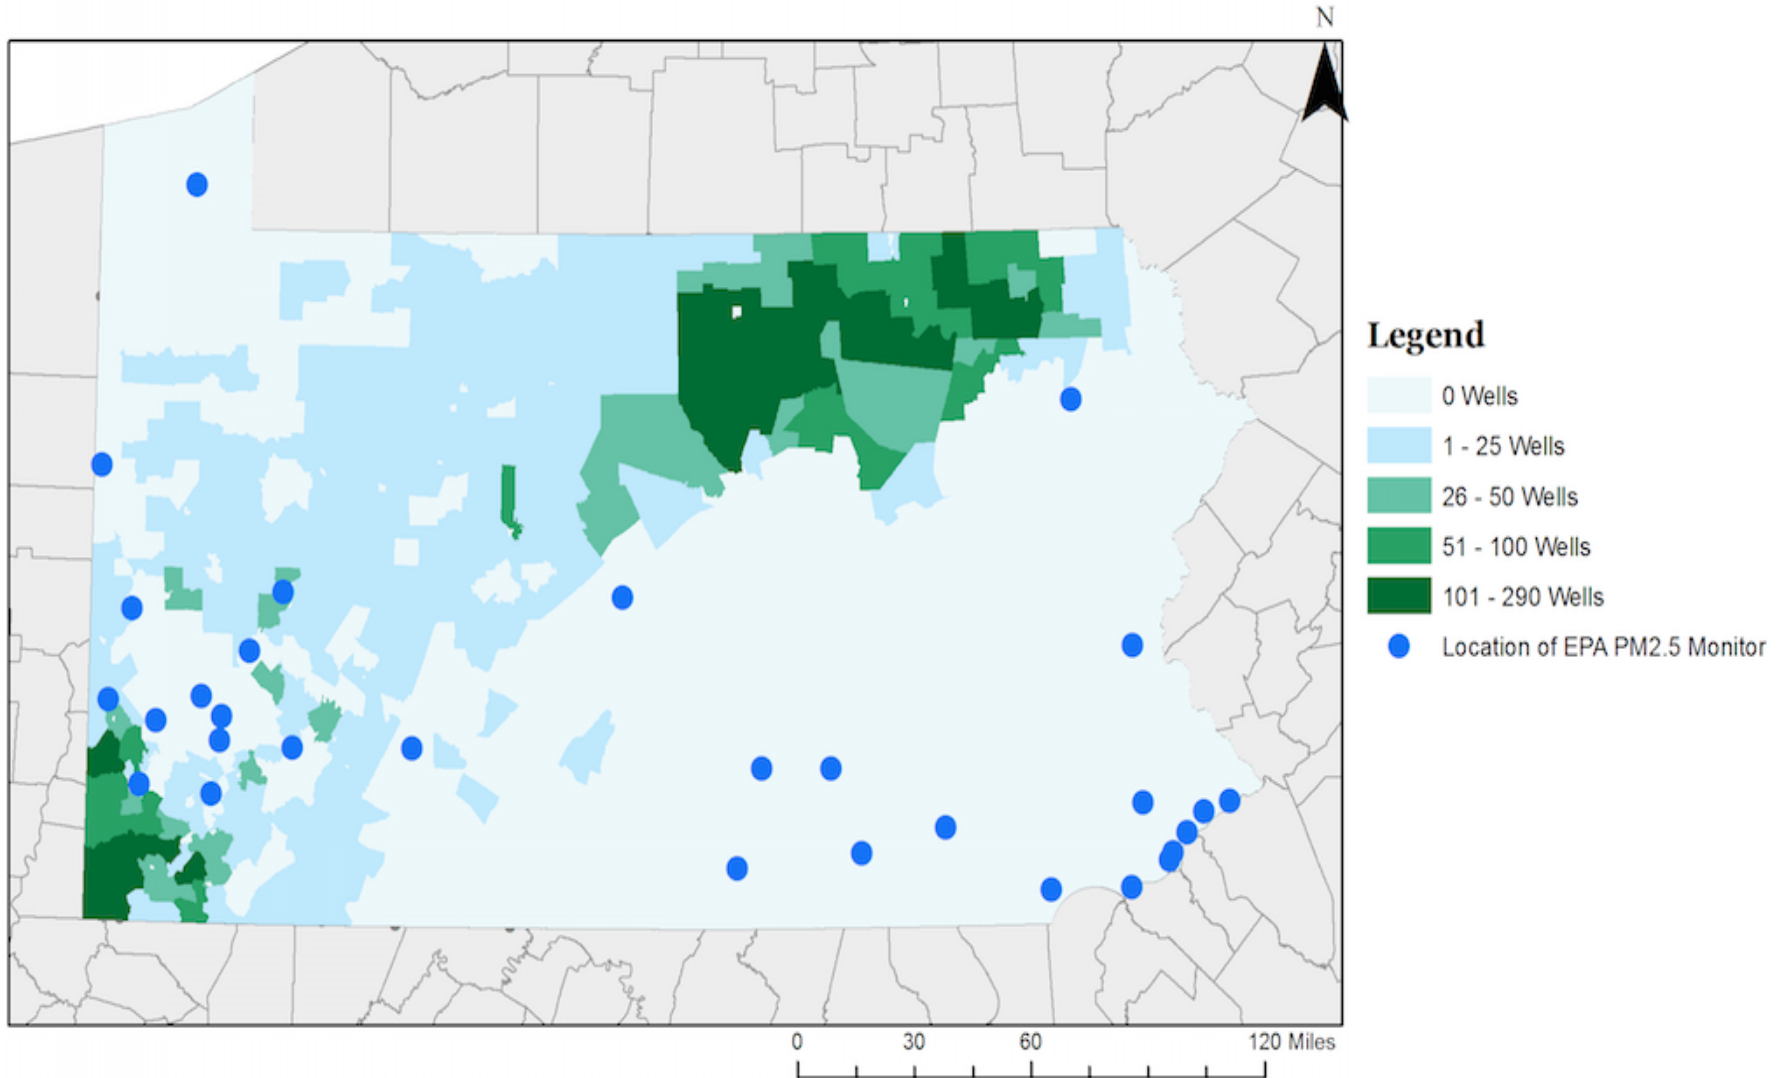 N
Legend
0 Wells
1 - 25 Wells
26 - 50 Wells
51 - 100 Wells
101 - 290 Wells
Location of EPA PM2.5 Monitor
0 30 60 120 Miles